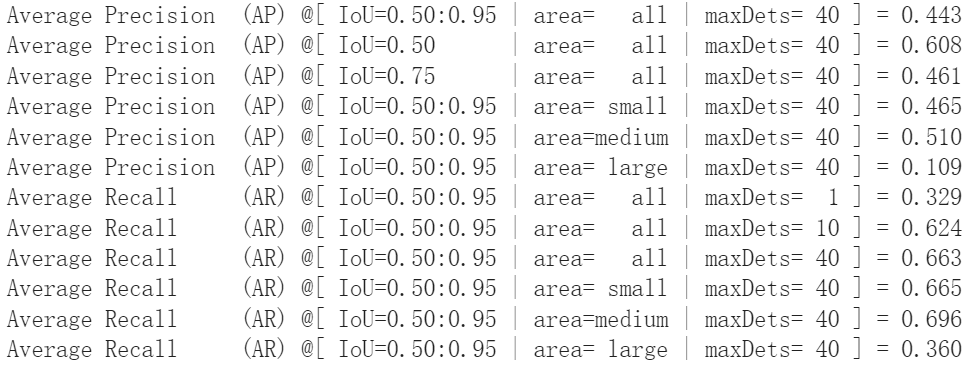 Average Precision  (AP) @[ IoU=0.50:0.95 | area=   all | maxDets= 40 ] = 0.443
Average Precision  (AP) @[ IoU=0.50      | area=   all | maxDets= 40 ] = 0.608
Average Precision  (AP) @[ IoU=0.75      | area=   all | maxDets= 40 ] = 0.461
Average Precision  (AP) @[ IoU=0.50:0.95 | area= small | maxDets= 40 ] = 0.465
Average Precision  (AP) @[ IoU=0.50:0.95 | area=medium | maxDets= 40 ] = 0.510
Average Precision  (AP) @[ IoU=0.50:0.95 | area= large | maxDets= 40 ] = 0.109
Average Recall     (AR) @[ IoU=0.50:0.95 | area=   all | maxDets=  1 ] = 0.329
Average Recall     (AR) @[ IoU=0.50:0.95 | area=   all | maxDets= 10 ] = 0.624
Average Recall     (AR) @[ IoU=0.50:0.95 | area=   all | maxDets= 40 ] = 0.663
Average Recall     (AR) @[ IoU=0.50:0.95 | area= small | maxDets= 40 ] = 0.665
Average Recall     (AR) @[ IoU=0.50:0.95 | area=medium | maxDets= 40 ] = 0.696
Average Recall     (AR) @[ IoU=0.50:0.95 | area= large | maxDets= 40 ] = 0.360